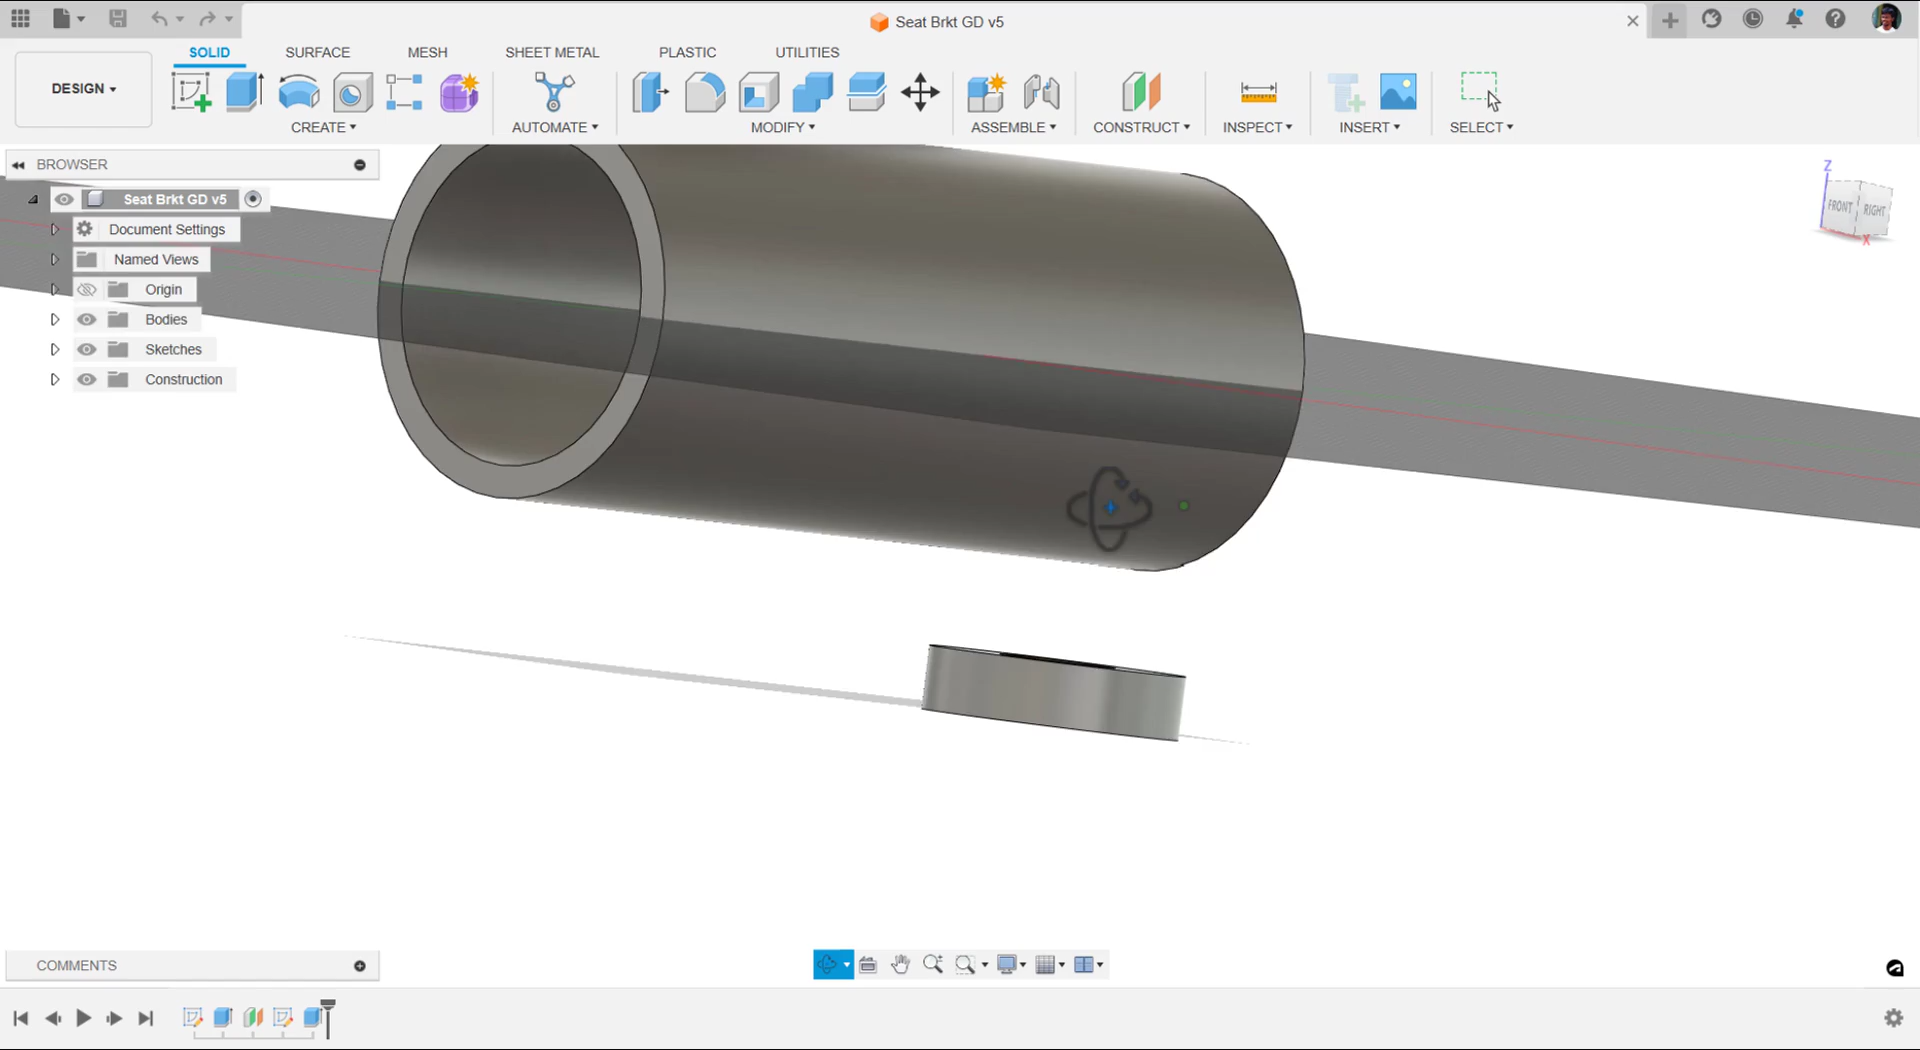 Seat Brkt GD v5
DESIGN
SOLID
SURFACE
MESH
SHEET METAL
PLASTIC
UTILITIES
CREATE
AUTOMATE
MODIFY
ASSEMBLE
CONSTRUCT
INSPECT
INSERT
SELECT
BROWSER
Seat Brkt GD v5
Document Settings
Named Views
Origin
Bodies
Sketches
Construction
Z
FRONT
RIGHT
X
COMMENTS